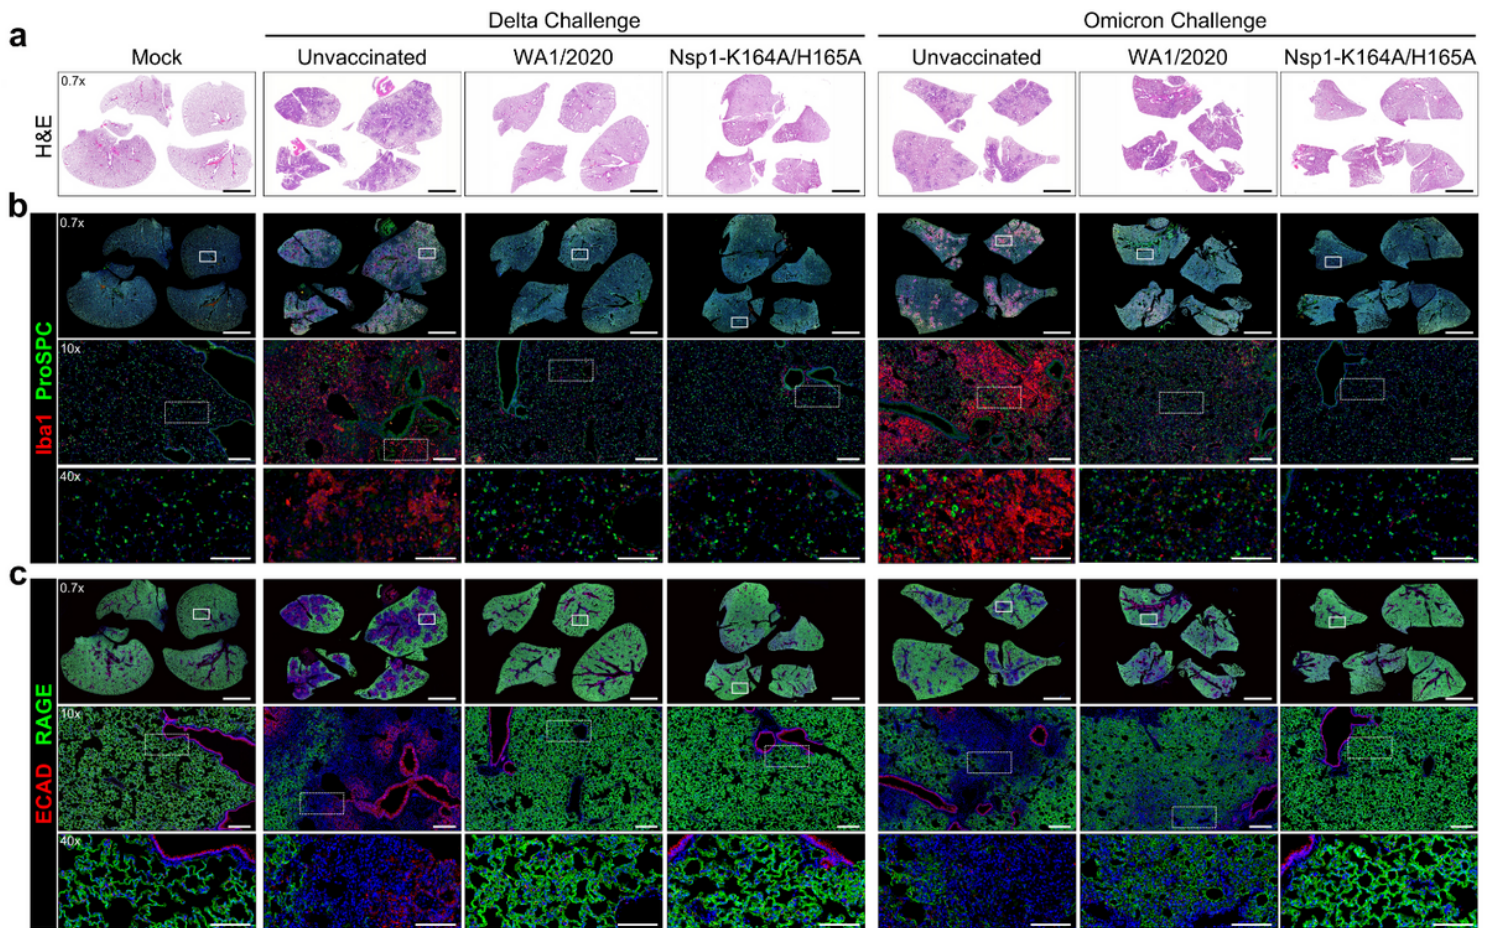 Delta Challenge
Omicron Challenge
a
Mock
Unvaccinated
WA1/2020
Nsp1-K164A/H165A
Unvaccinated
WA1/2020
Nsp1-K164A/H165A
H&E
0.7x
b
Iba1 ProSPC
0.7x
10x
40x
c
ECAD RAGE
0.7x
10x
40x